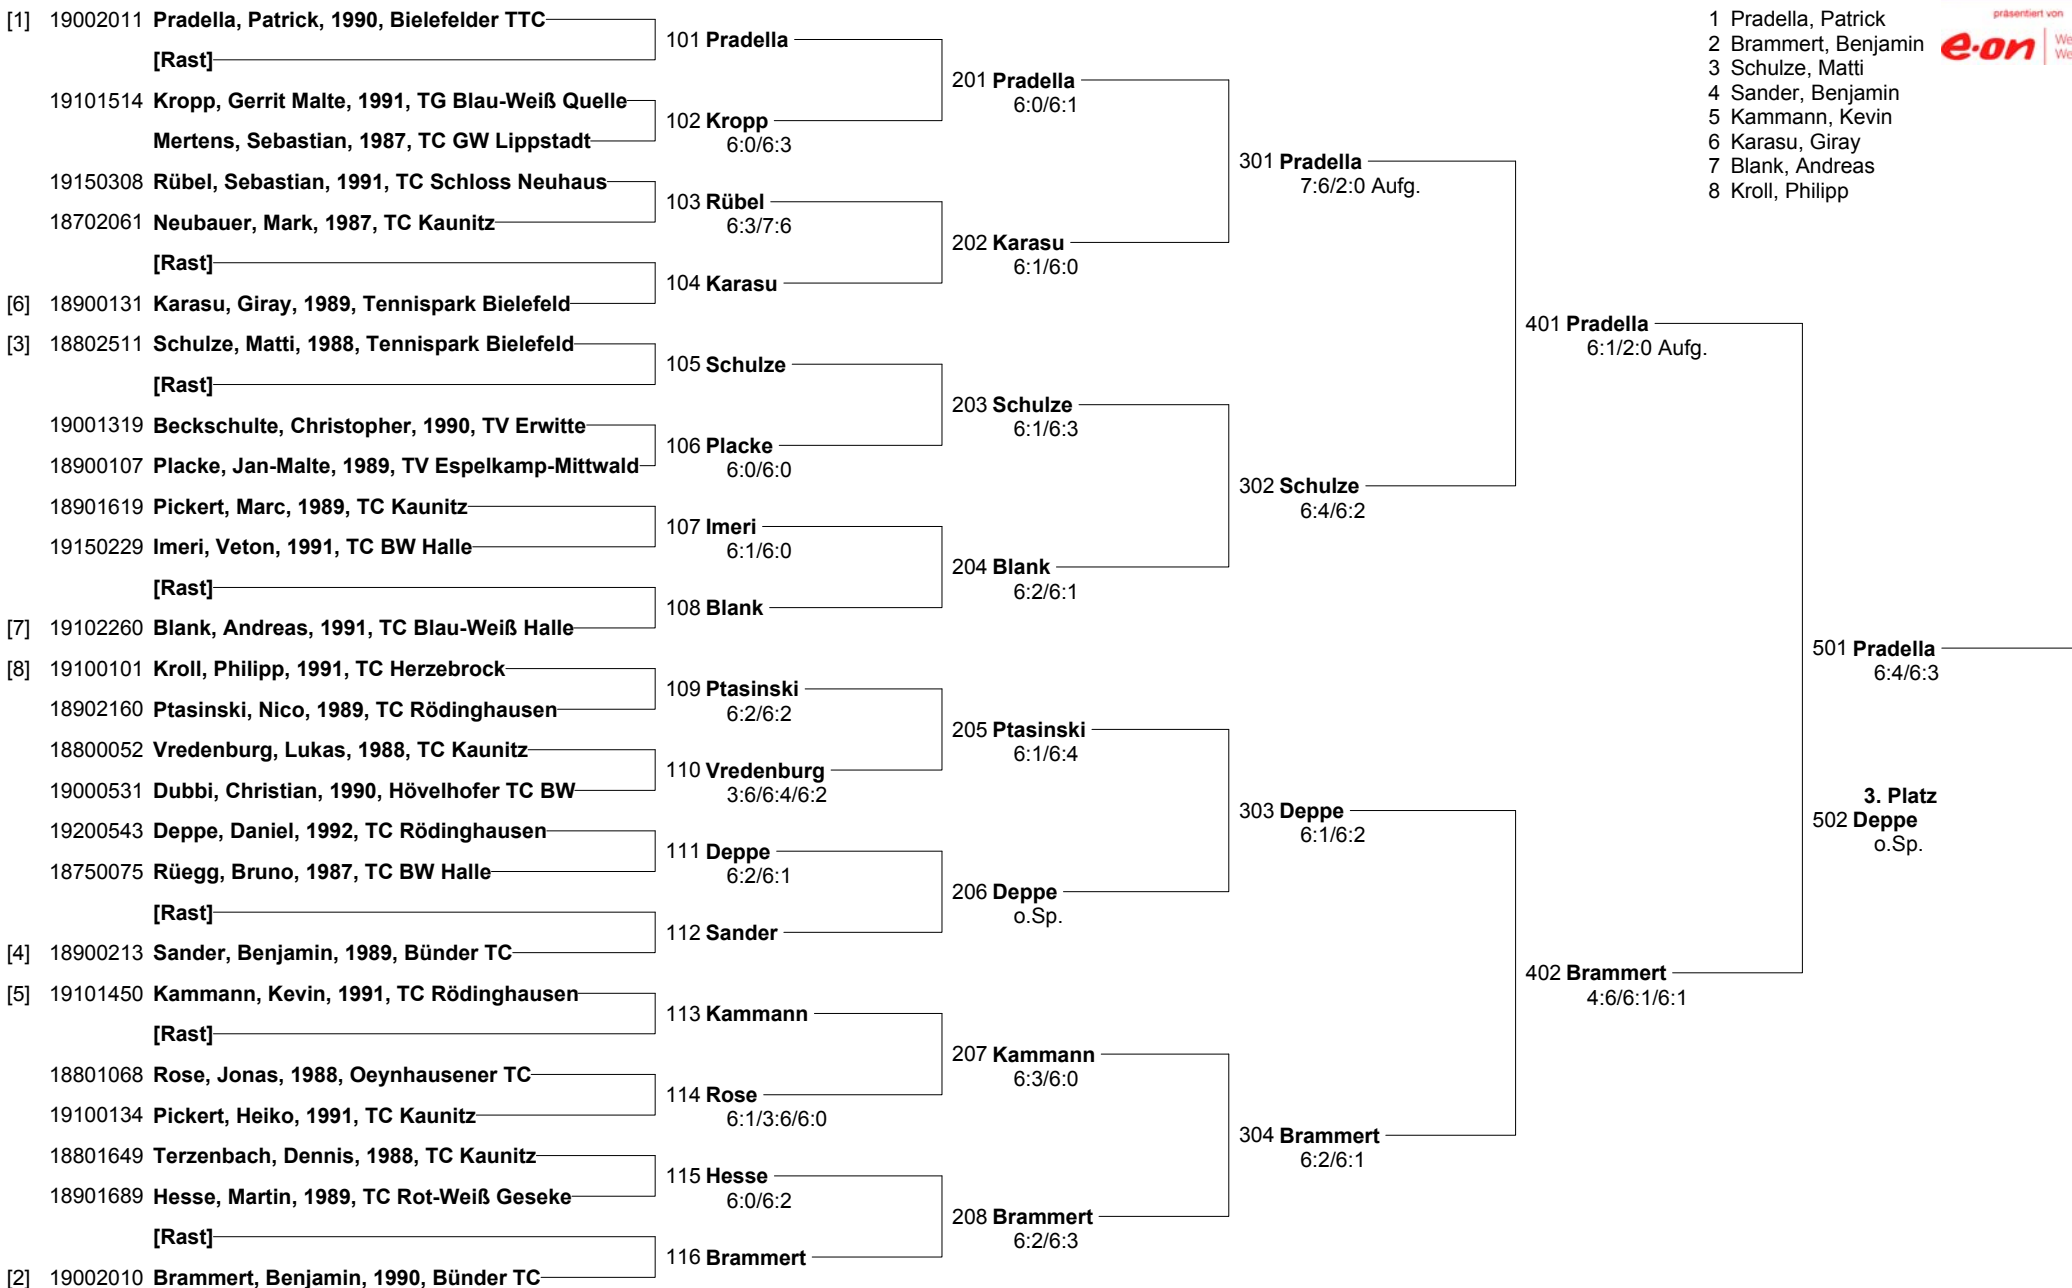 [1] 19002011 Pradella, Patrick, 1990, Bielefelder TTC
[Rast]
19101514 Kropp, Gerrit Malte, 1991, TG Blau-Weiß Quelle
Mertens, Sebastian, 1987, TC GW Lippstadt
19150308 Rübel, Sebastian, 1991, TC Schloss Neuhaus
18702061 Neubauer, Mark, 1987, TC Kaunitz
[Rast]
[6] 18900131 Karasu, Giray, 1989, Tennispark Bielefeld
[3] 18802511 Schulze, Matti, 1988, Tennispark Bielefeld
[Rast]
19001319 Beckschulte, Christopher, 1990, TV Erwitte
18900107 Placke, Jan-Malte, 1989, TV Espelkamp-Mittwald
18901619 Pickert, Marc, 1989, TC Kaunitz
19150229 Imeri, Veton, 1991, TC BW Halle
[Rast]
[7] 19102260 Blank, Andreas, 1991, TC Blau-Weiß Halle
[8] 19100101 Kroll, Philipp, 1991, TC Herzebrock
18902160 Ptasinski, Nico, 1989, TC Rödinghausen
18800052 Vredenburg, Lukas, 1988, TC Kaunitz
19000531 Dubbi, Christian, 1990, Hövelhofer TC BW
19200543 Deppe, Daniel, 1992, TC Rödinghausen
18750075 Rüegg, Bruno, 1987, TC BW Halle
[Rast]
[4] 18900213 Sander, Benjamin, 1989, Bünder TC
[5] 19101450 Kammann, Kevin, 1991, TC Rödinghausen
[Rast]
18801068 Rose, Jonas, 1988, Oeynhausener TC
19100134 Pickert, Heiko, 1991, TC Kaunitz
18801649 Terzenbach, Dennis, 1988, TC Kaunitz
18901689 Hesse, Martin, 1989, TC Rot-Weiß Geseke
[Rast]
[2] 19002010 Brammert, Benjamin, 1990, Bünder TC
101 Pradella
102 Kropp
6:0/6:3
103 Rübel
6:3/7:6
104 Karasu
105 Schulze
106 Placke
6:0/6:0
107 Imeri
6:1/6:0
108 Blank
109 Ptasinski
6:2/6:2
110 Vredenburg
3:6/6:4/6:2
111 Deppe
6:2/6:1
112 Sander
113 Kammann
114 Rose
6:1/3:6/6:0
115 Hesse
6:0/6:2
116 Brammert
201 Pradella
6:0/6:1
202 Karasu
6:1/6:0
203 Schulze
6:1/6:3
204 Blank
6:2/6:1
205 Ptasinski
6:1/6:4
206 Deppe
o.Sp.
207 Kammann
6:3/6:0
208 Brammert
6:2/6:3
301 Pradella
7:6/2:0 Aufg.
302 Schulze
6:4/6:2
303 Deppe
6:1/6:2
304 Brammert
6:2/6:1
401 Pradella
6:1/2:0 Aufg.
402 Brammert
4:6/6:1/6:1
501 Pradella
6:4/6:3
3. Platz
502 Deppe
o.Sp.
1 Pradella, Patrick
2 Brammert, Benjamin
3 Schulze, Matti
4 Sander, Benjamin
5 Kammann, Kevin
6 Karasu, Giray
7 Blank, Andreas
8 Kroll, Philipp
präsentiert von
e·on
We
We